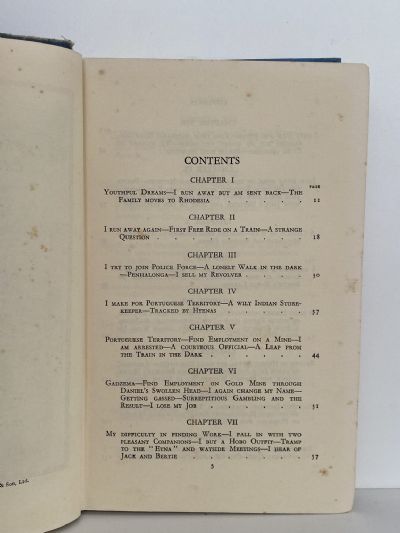 CONTENTS
CHAPTER I
PAGE
Youthful Dreams—I run away but am sent back—The
Family moves to Rhodesia . . . . . 11
CHAPTER II
I run away again—First Free Ride on a Train—A strange
Question . . . . . . . . 18
CHAPTER III
I try to join Police Force—A lonely Walk in the dark
—Penhalonga—I sell my Revolver . . . 30
CHAPTER IV
I make for Portuguese Territory—A wily Indian Store-
keeper—Tracked by Hyenas . . . . 37
CHAPTER V
Portuguese Territory—Find Employment on a Mine—I
am arrested—A courteous Official—A Leap from
the Train in the Dark . . . . . 44
CHAPTER VI
Gadzema—Find Employment on Gold Mine through
Daniel's Swollen Head—I again change my Name—
Getting gassed—Surreptitious Gambling and the
Result—I lose my Job . . . . . 51
CHAPTER VII
My difficulty in finding Work—I fall in with two
pleasant Companions—I buy a Hobo Outfit—Tramp
to the "Etna" and wayside Meetings—I hear of
Jack and Bertie . . . . . . 57
5
& Son, Ltd.